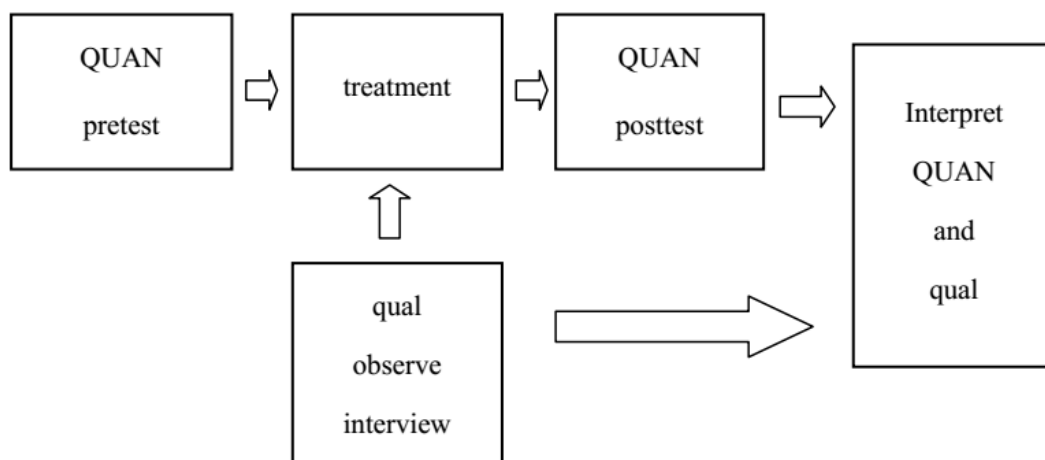 QUAN
pretest
treatment
QUAN
posttest
Interpret
QUAN
and
qual
qual
observe
interview